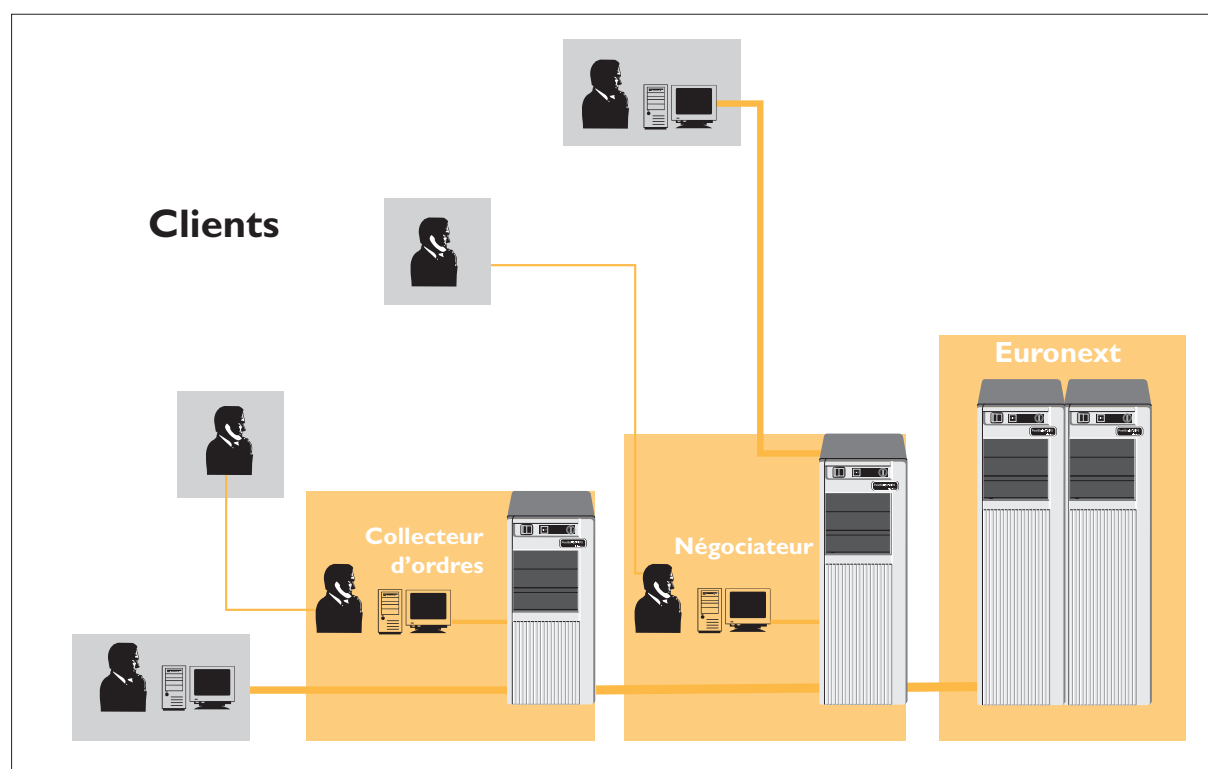 Clients
Euronext
Collecteur
d’ordres
Négociateur